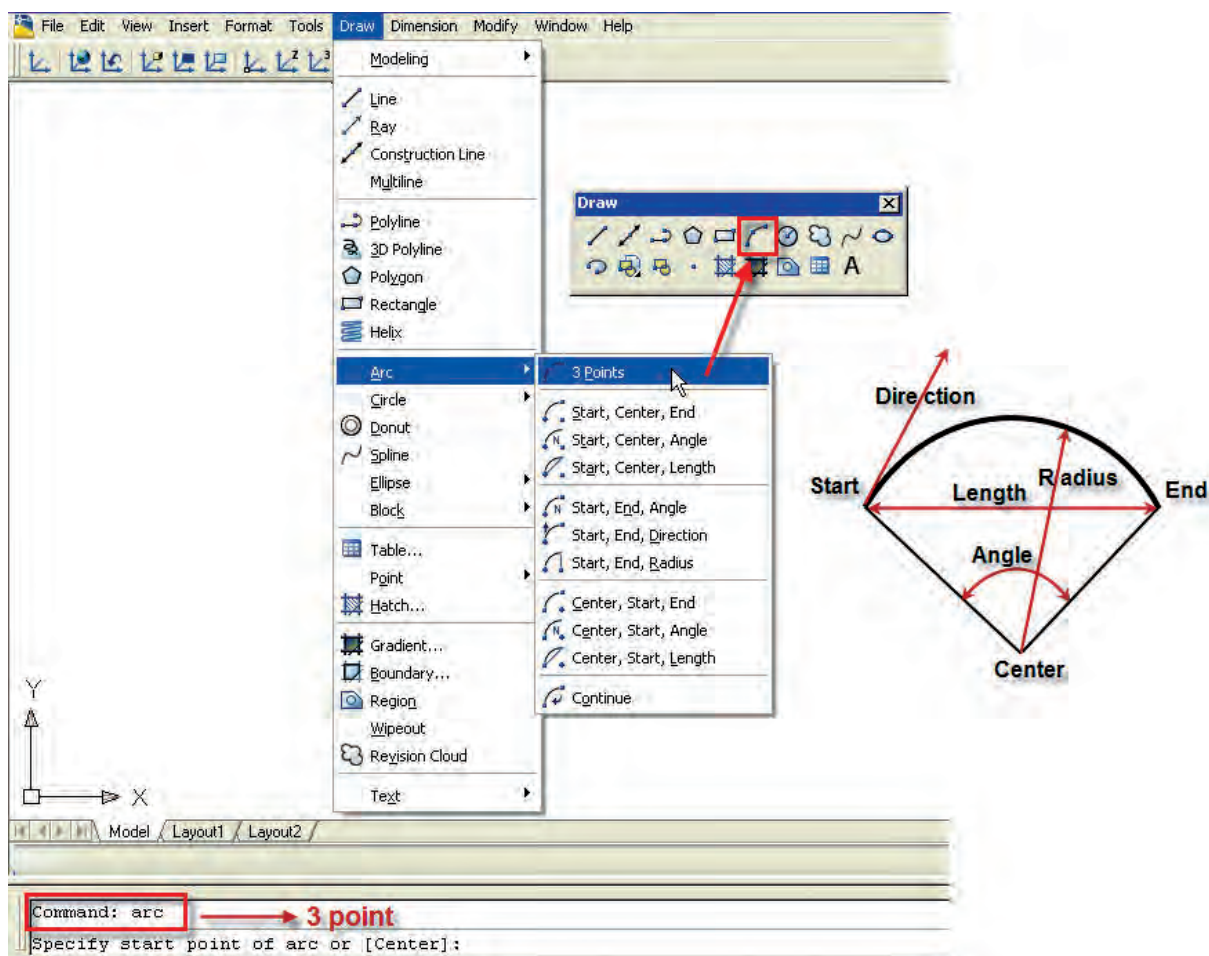 File Edit View Insert Format Tools Draw Dimension Modify Window Help
Modeling
Line
Ray
Construction Line
Multiline
Polyline
3D Polyline
Polygon
Rectangle
Helix
Arc
Circle
Donut
Spline
Ellipse
Block
Table...
Point
Hatch...
Gradient...
Boundary...
Region
Wipeout
Revision Cloud
Text
Draw
A
3 Points
Start, Center, End
Start, Center, Angle
Start, Center, Length
Start, End, Angle
Start, End, Direction
Start, End, Radius
Center, Start, End
Center, Start, Angle
Center, Start, Length
Continue
Direction
Start
Length
Radius
End
Angle
Center
Y
X
Model Layout1 Layout2
Command: arc
3 point
Specify start point of arc or [Center]: